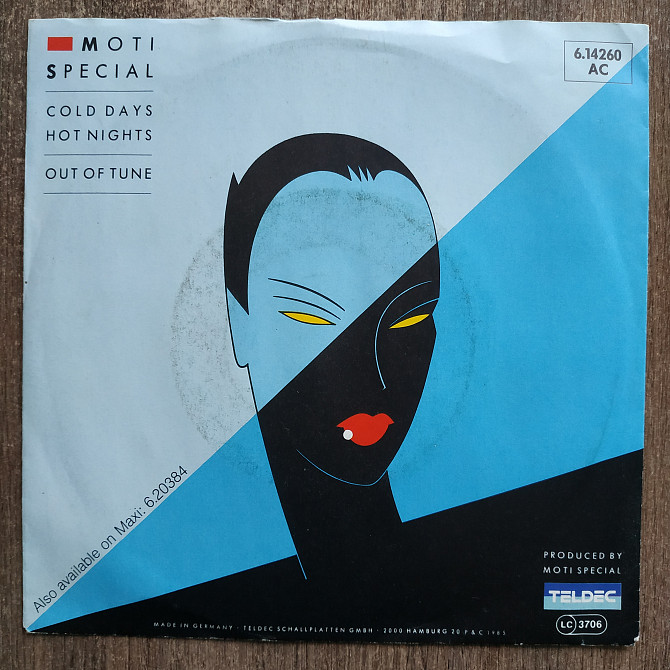 MOTI
SPECIAL
COLD DAYS
HOT NIGHTS
OUT OF TUNE
6.14260
AC
Also available on Maxi: 6.20384
PRODUCED BY
MOTI SPECIAL
TELDEC
LC 3706
MADE IN GERMANY · TELDEC SCHALLPLATTEN GMBH · 2000 HAMBURG 20 P & C 1985